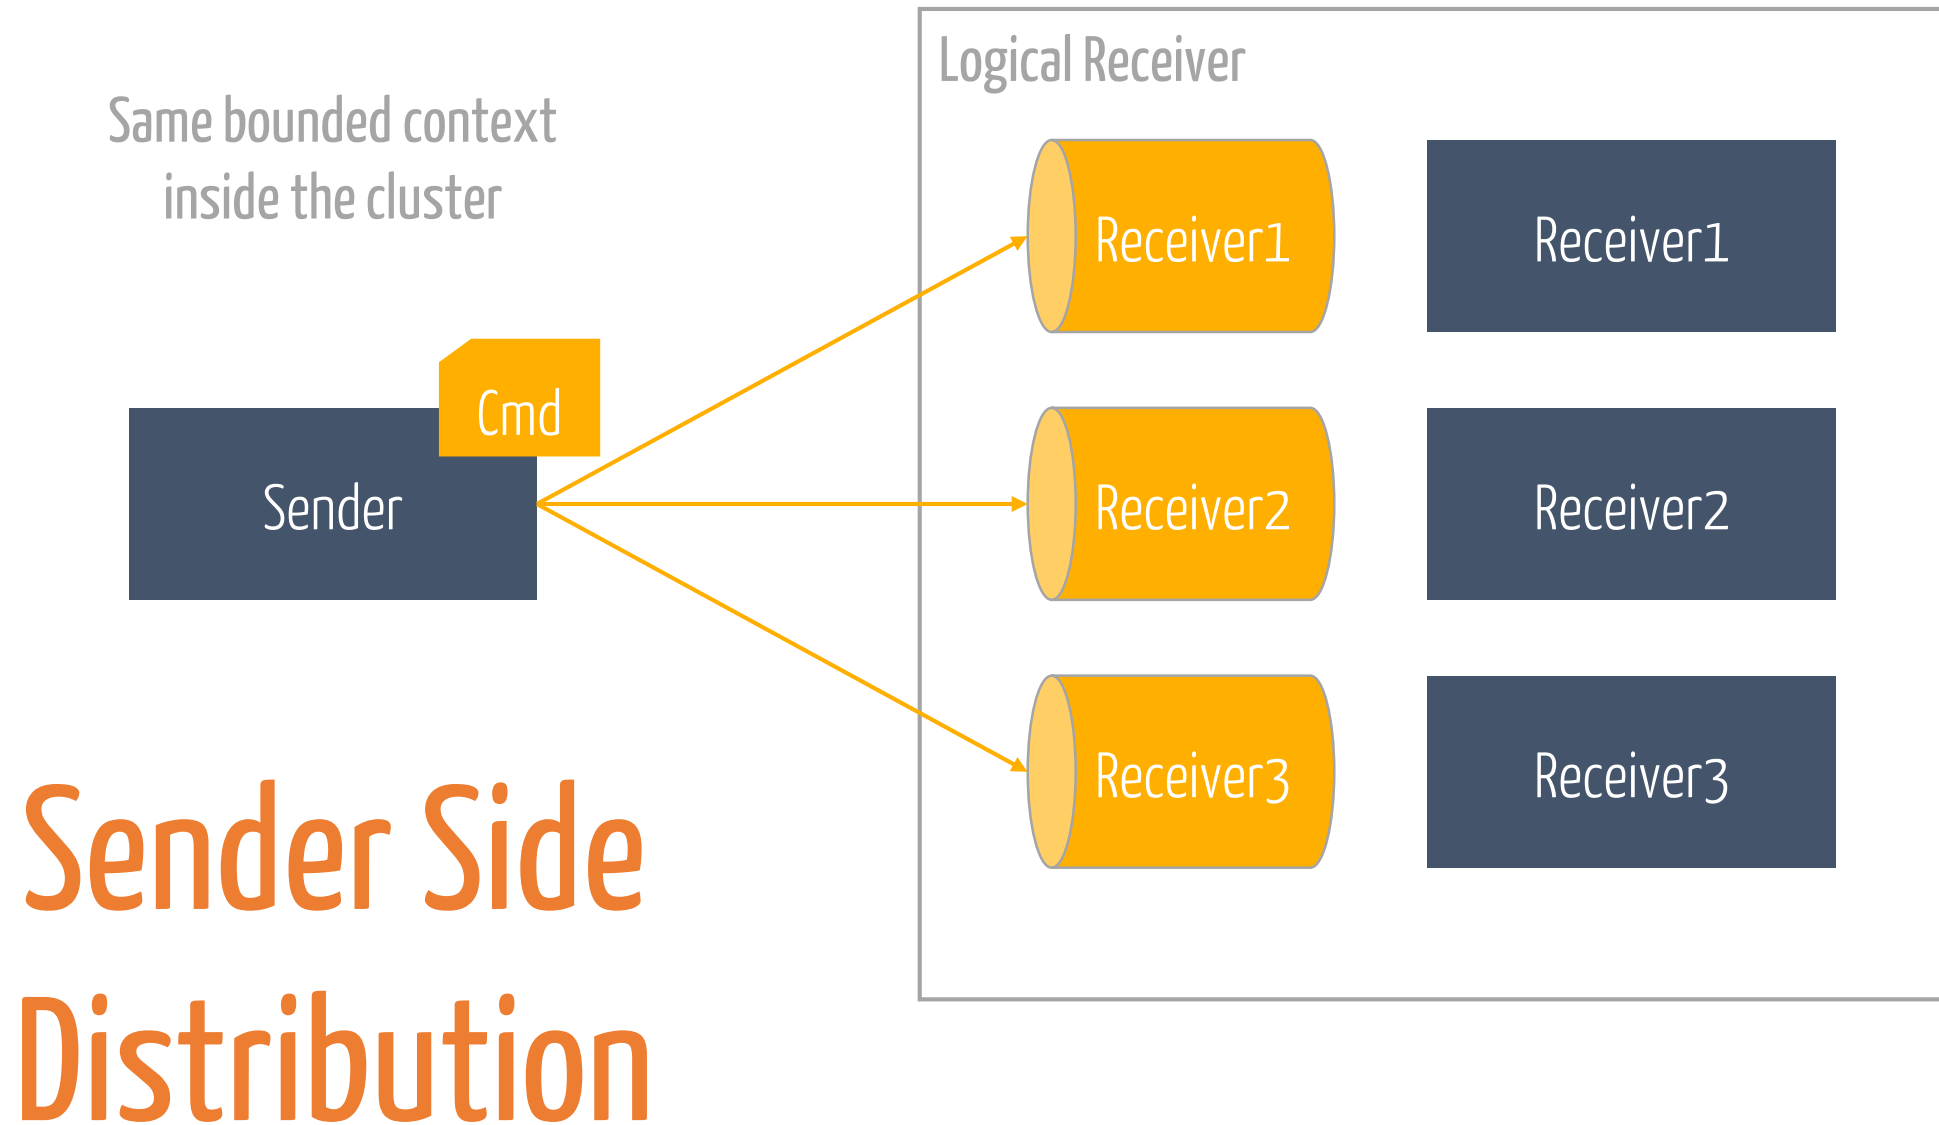 Same bounded context
inside the cluster
Logical Receiver
Cmd
Sender
Receiver1
Receiver1
Receiver2
Receiver2
Receiver3
Receiver3
Sender Side
Distribution